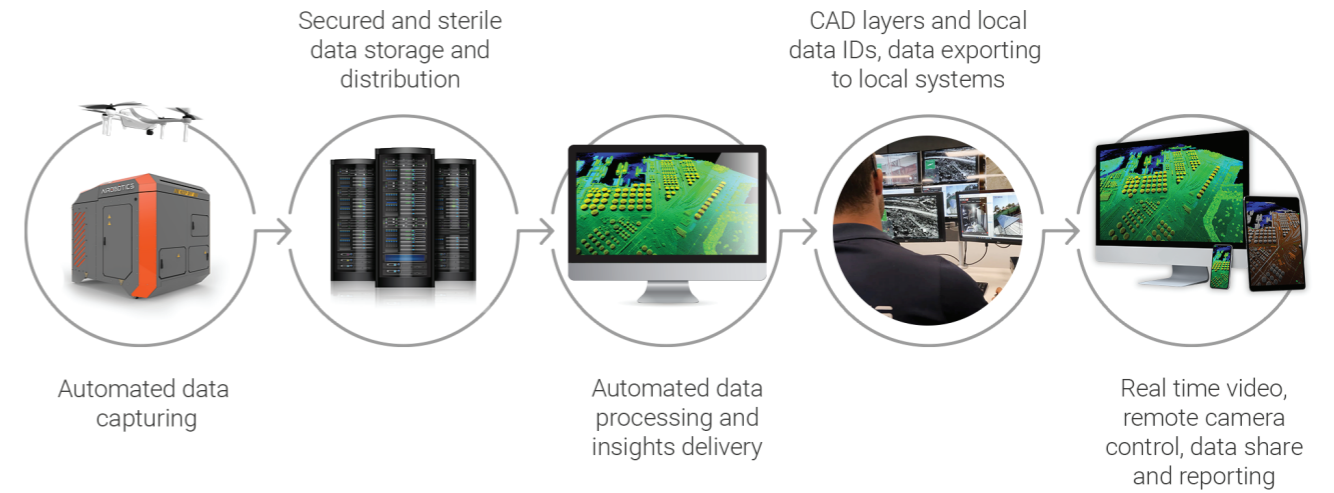 Secured and sterile
data storage and
distribution
CAD layers and local
data IDs, data exporting
to local systems
AIROBOTICS
Automated data
capturing
Automated data
processing and
insights delivery
Real time video,
remote camera
control, data share
and reporting